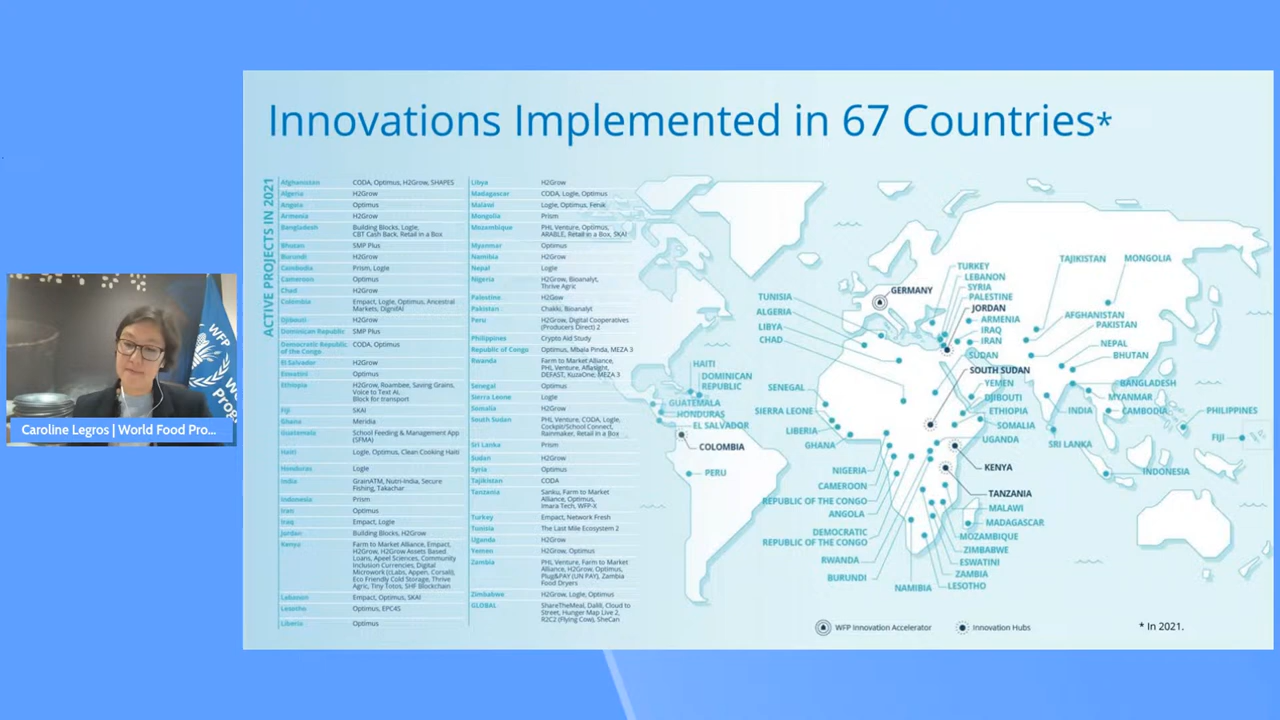 Innovations Implemented in 67 Countries*
ACTIVE PROJECTS IN 2021
Afghanistan CODA, Optimus, H2Grow, SHAPES
Algeria H2Grow
Angola Optimus
Armenia H2Grow
Bangladesh Building Blocks, Logie,
CBT Cash Back, Retail in a Box
Bhutan SMP Plus
Burundi H2Grow
Cambodia Prism, Logie
Cameroon Optimus
Chad H2Grow
Colombia Empact, Logie, Optimus, Ancestral
Markets, DignifAI
Djibouti H2Grow
Dominican Republic SMP Plus
Democratic Republic
of the Congo CODA, Optimus
El Salvador H2Grow
Eswatini Optimus
Ethiopia H2Grow, Roambee, Saving Grains,
Voice to Text AI,
Block for transport
Fiji SKAI
Ghana Meridia
Guatemala School Feeding & Management App
(SFMA)
Haiti Logie, Optimus, Clean Cooking Haiti
Honduras Logie
India GrainATM, Nutri-India, Secure
Fishing, Takachar
Indonesia Prism
Iran Optimus
Iraq Empact, Logie
Jordan Building Blocks, H2Grow
Kenya Farm to Market Alliance, Empact,
H2Grow, H2Grow Assets Based
Loans, Apeel Sciences, Community
Inclusion Currencies, Digital
Microwork (cLabs, Appen, Corsali),
Eco Friendly Cold Storage, Thrive
Agric, Tiny Totos, SHF Blockchain
Lebanon Empact, Optimus, SKAI
Lesotho Optimus, EPC4S
Liberia Optimus
Libya H2Grow
Madagascar CODA, Logie, Optimus
Malawi Logie, Optimus, Fenik
Mongolia Prism
Mozambique PHL Venture, Optimus,
ARABLE, Retail in a Box, SKAI
Myanmar Optimus
Namibia H2Grow
Nepal Logie
Nigeria H2Grow, Bioanalyt,
Thrive Agric
Palestine H2Gow
Pakistan Chakki, Bioanalyt
Peru H2Grow, Digital Cooperatives
(Producers Direct) 2
Philippines Crypto Aid Study
Republic of Congo Optimus, Mbala Pinda, MEZA 3
Rwanda Farm to Market Alliance,
PHL Venture, Aflasight,
DEFAST, KuzaOne, MEZA 3
Senegal Optimus
Sierra Leone Logie
Somalia H2Grow
South Sudan PHL Venture, CODA, Logie,
Cockpit/School Connect,
Rainmaker, Retail in a Box
Sri Lanka Prism
Sudan H2Grow
Syria Optimus
Tajikistan CODA
Tanzania Sanku, Farm to Market
Alliance, Optimus,
Imara Tech, WFP-X
Turkey Empact, Network Fresh
Tunisia The Last Mile Ecosystem 2
Uganda H2Grow
Yemen H2Grow, Optimus
Zambia PHL Venture, Farm to Market
Alliance, H2Grow, Optimus,
Plug&PAY (UN PAY), Zambia
Food Dryers
Zimbabwe H2Grow, Logie, Optimus
GLOBAL ShareTheMeal, Dalili, Cloud to
Street, Hunger Map Live 2,
R2C2 (Flying Cow), SheCan
HAITI
DOMINICAN
REPUBLIC
GUATEMALA
HONDURAS
EL SALVADOR
COLOMBIA
PERU
TUNISIA
ALGERIA
LIBYA
CHAD
SENEGAL
SIERRA LEONE
LIBERIA
GHANA
NIGERIA
CAMEROON
REPUBLIC OF THE CONGO
ANGOLA
DEMOCRATIC
REPUBLIC OF THE CONGO
RWANDA
BURUNDI
NAMIBIA
GERMANY
TURKEY
LEBANON
SYRIA
PALESTINE
JORDAN
ARMENIA
IRAQ
IRAN
SUDAN
SOUTH SUDAN
YEMEN
DJIBOUTI
ETHIOPIA
SOMALIA
UGANDA
KENYA
TANZANIA
MALAWI
MADAGASCAR
MOZAMBIQUE
ZIMBABWE
ESWATINI
ZAMBIA
LESOTHO
TAJIKISTAN
MONGOLIA
AFGHANISTAN
PAKISTAN
NEPAL
BHUTAN
BANGLADESH
MYANMAR
CAMBODIA
INDIA
SRI LANKA
PHILIPPINES
FIJI
INDONESIA
WFP Innovation Accelerator
Innovation Hubs
* In 2021.
WFP
Caroline Legros | World Food Pro...